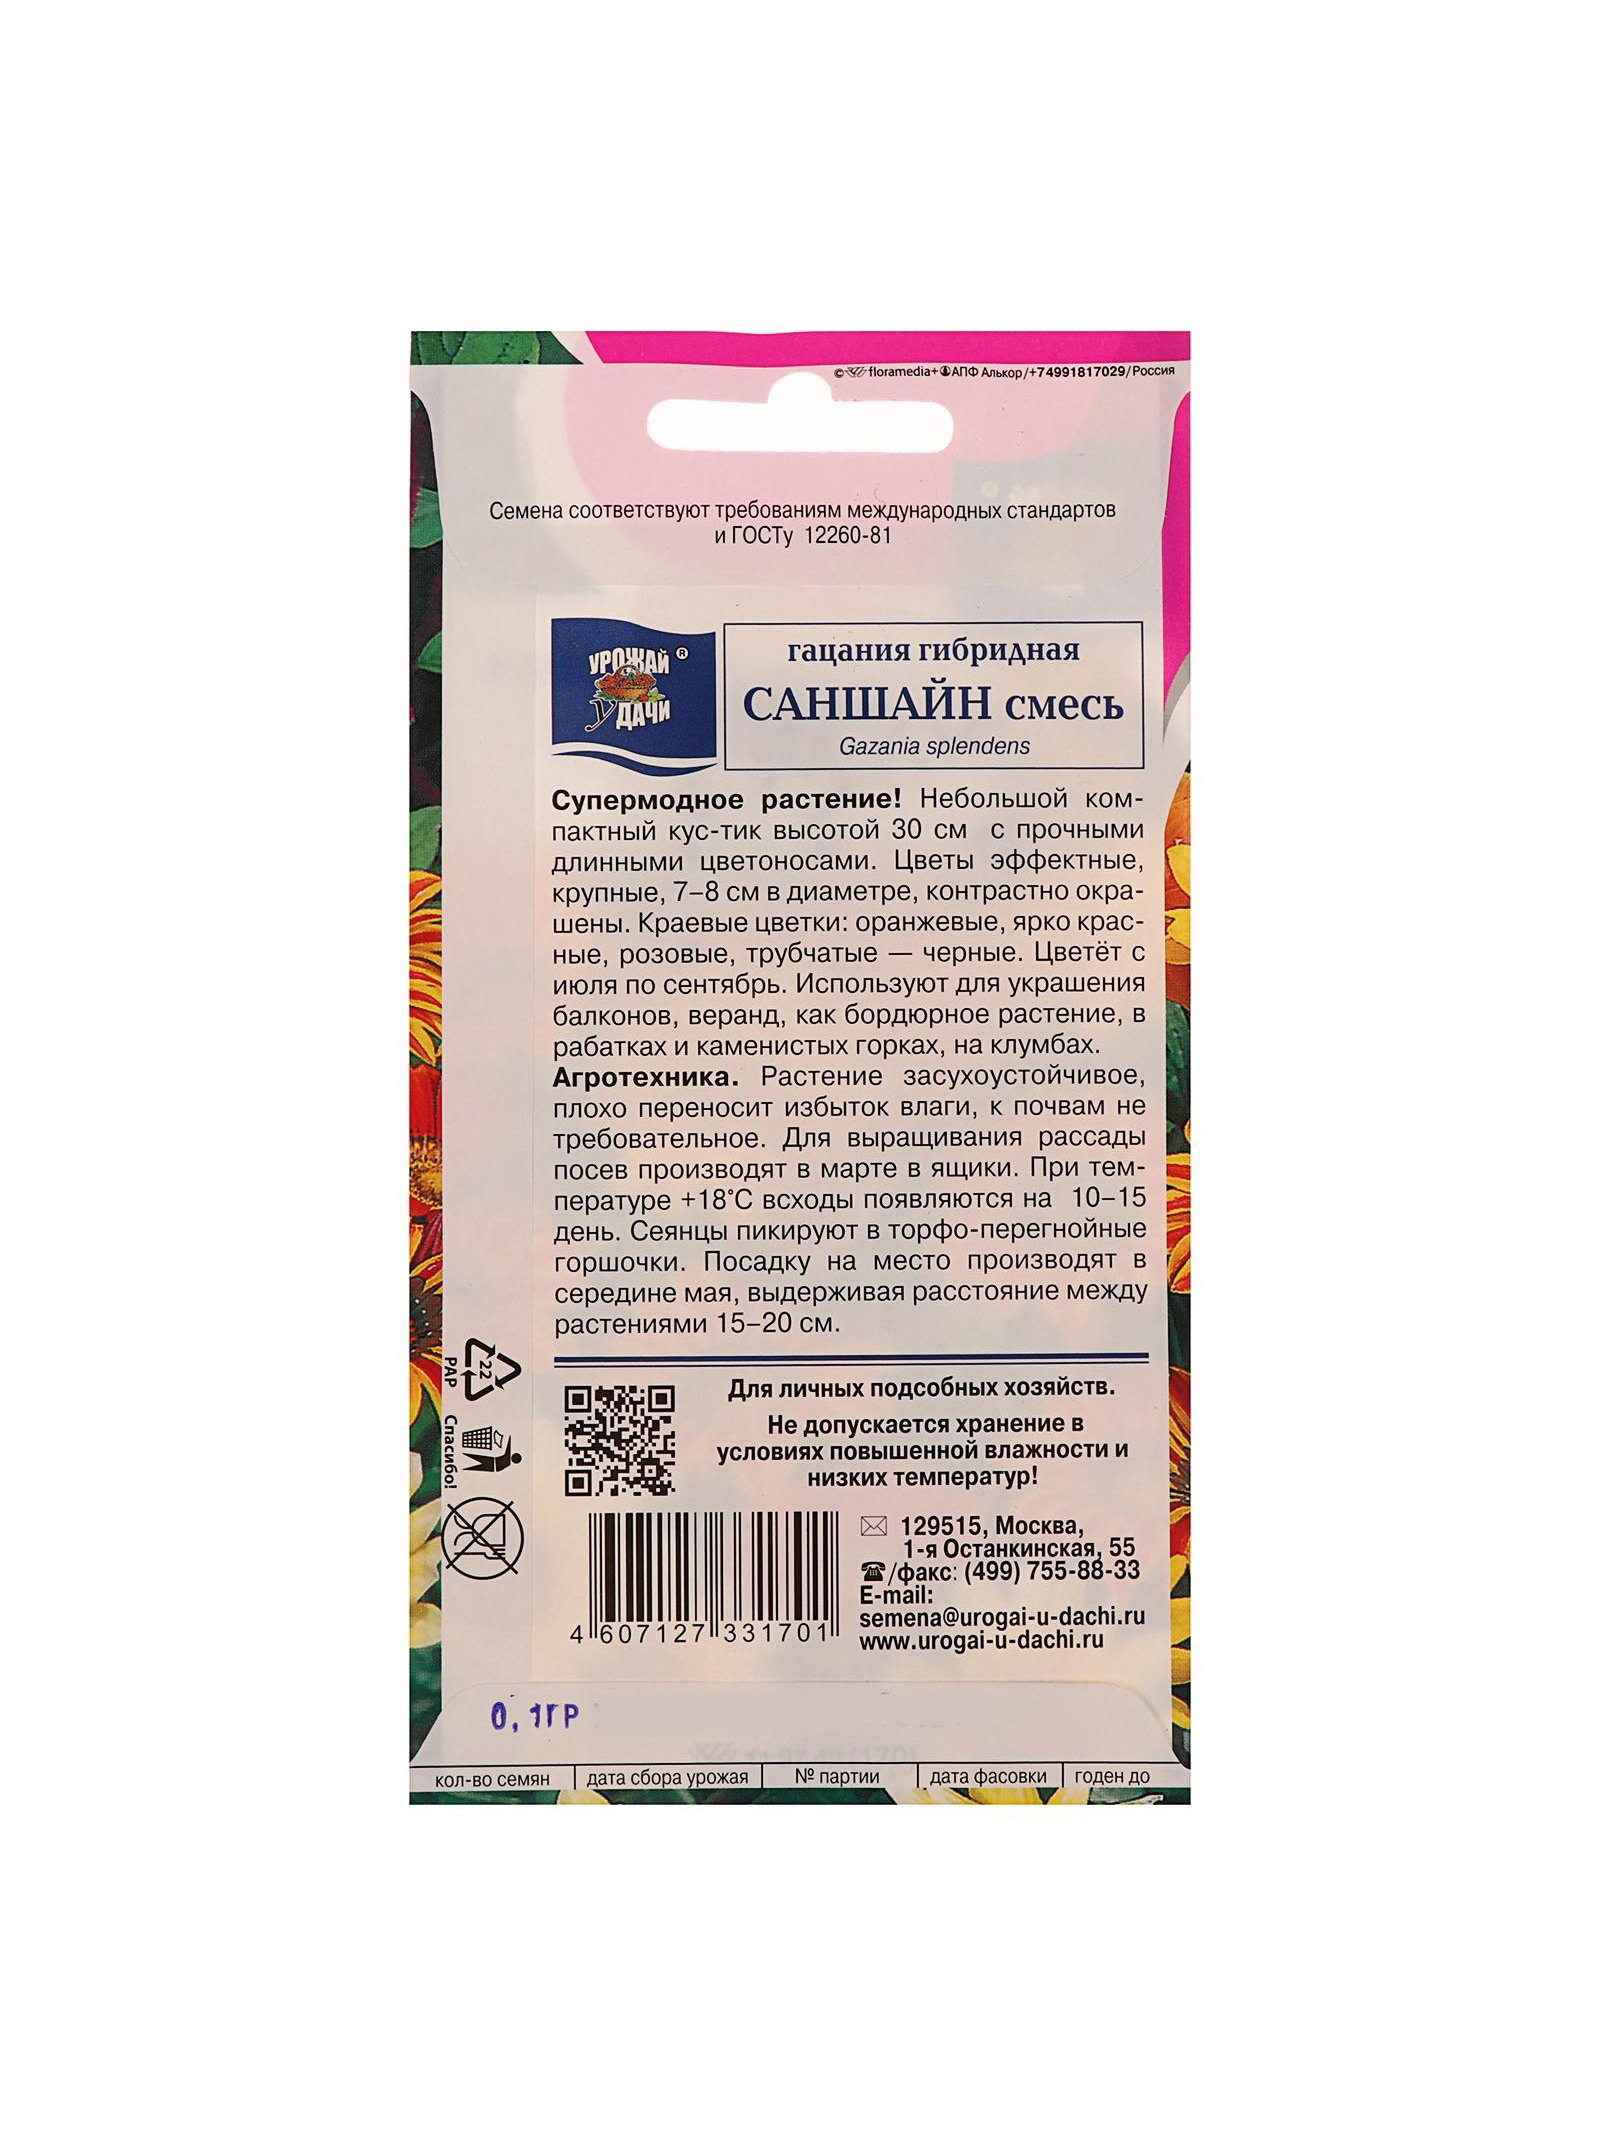 © floramedia+ АПФ Алькор/+74991817029/Россия
Семена соответствуют требованиям международных стандартов
и ГОСТу 12260-81
УРОЖАЙ ®
У ДАЧИ
гацания гибридная
САНШАЙН смесь
Gazania splendens
Супермодное растение! Небольшой ком-
пактный кус-тик высотой 30 см с прочными
длинными цветоносами. Цветы эффектные,
крупные, 7–8 см в диаметре, контрастно окра-
шены. Краевые цветки: оранжевые, ярко крас-
ные, розовые, трубчатые — черные. Цветёт с
июля по сентябрь. Используют для украшения
балконов, веранд, как бордюрное растение, в
рабатках и каменистых горках, на клумбах.
Агротехника. Растение засухоустойчивое,
плохо переносит избыток влаги, к почвам не
требовательное. Для выращивания рассады
посев производят в марте в ящики. При тем-
пературе +18°С всходы появляются на 10–15
день. Сеянцы пикируют в торфо-перегнойные
горшочки. Посадку на место производят в
середине мая, выдерживая расстояние между
растениями 15–20 см.
22
PAP
Спасибо!
Для личных подсобных хозяйств.
Не допускается хранение в
условиях повышенной влажности и
низких температур!
129515, Москва,
1-я Останкинская, 55
/факс: (499) 755-88-33
E-mail:
semena@urogai-u-dachi.ru
www.urogai-u-dachi.ru
4 607127 331701
0,1ГР
кол-во семян
дата сбора урожая
№ партии
дата фасовки
годен до